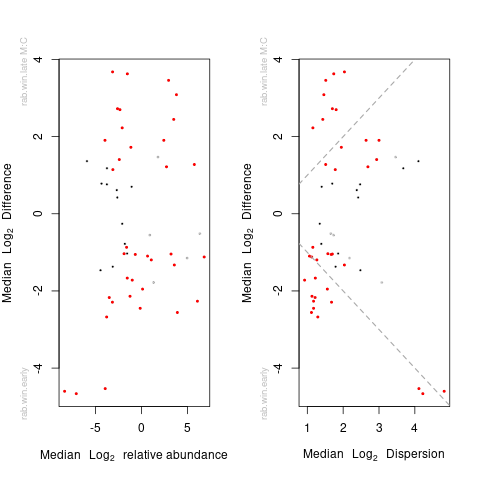 rab.win.late M:C
rab.win.early
Median Log2 Difference
4
2
0
-2
-4
-5
0
5
Median Log2 relative abundance
rab.win.late M:C
rab.win.early
Median Log2 Difference
4
2
0
-2
-4
1
2
3
4
Median Log2 Dispersion